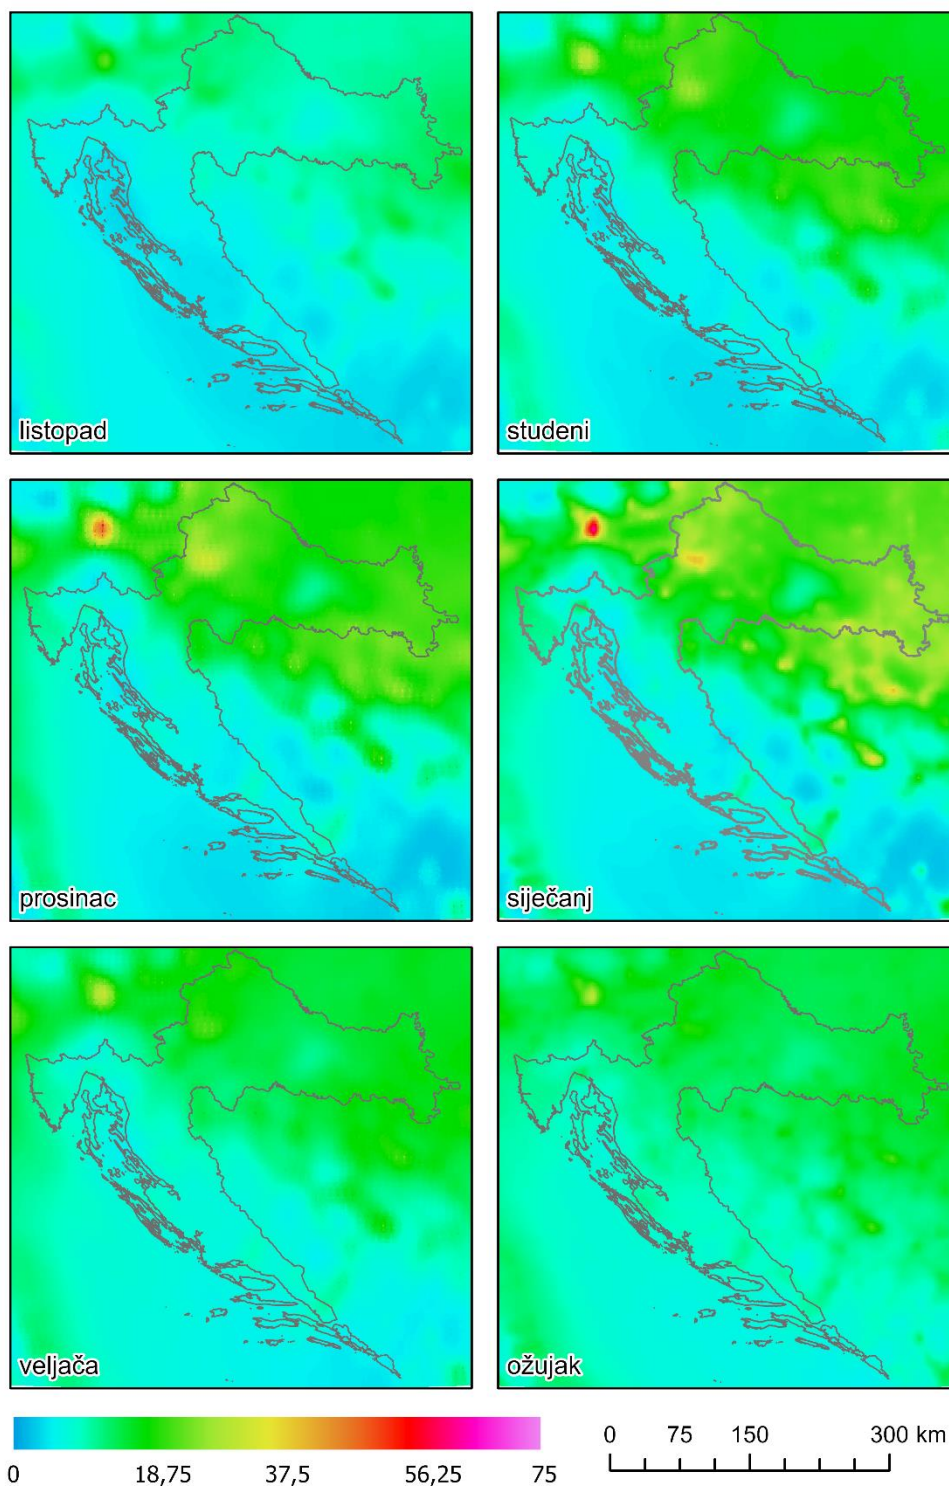 listopad
studeni
prosinac
siječanj
veljača
ožujak
0 18,75 37,5 56,25 75
0 75 150 300 km